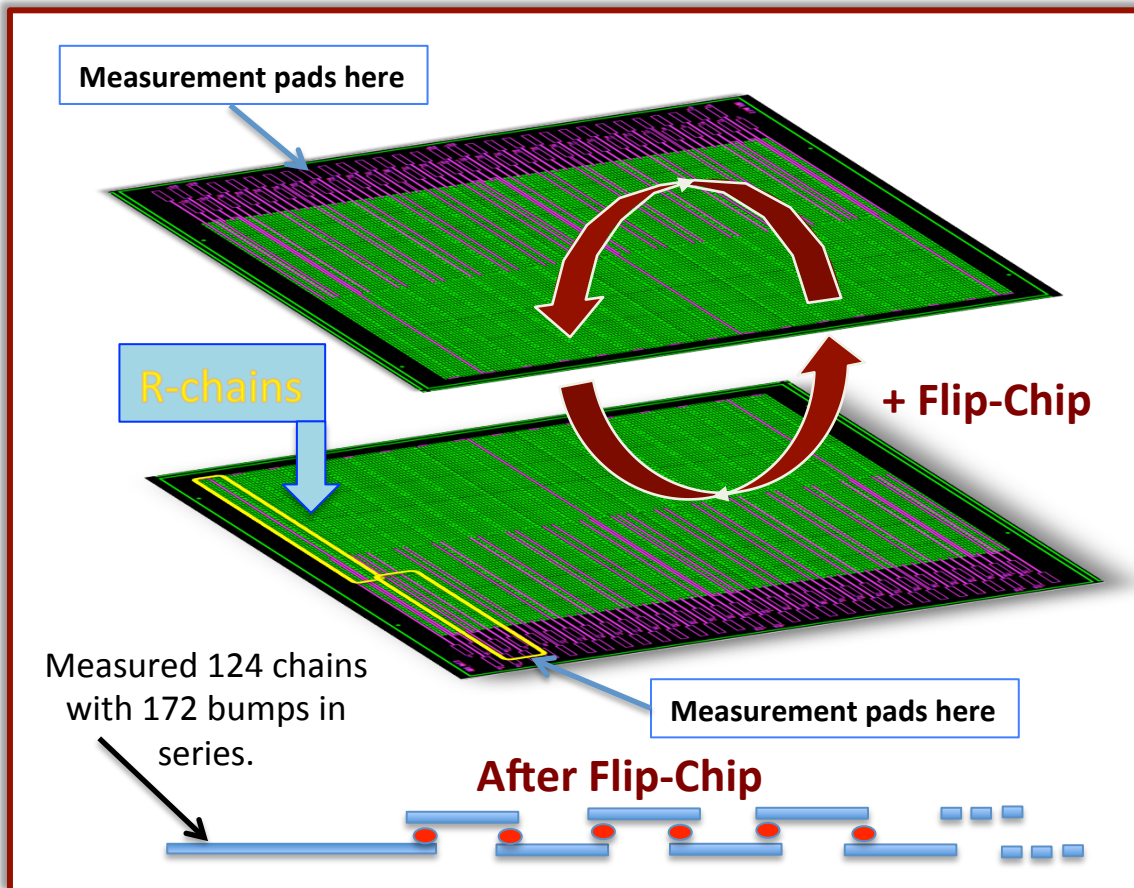 Measurement pads here
R-chains
+ Flip-Chip
Measured 124 chains
with 172 bumps in
series.
Measurement pads here
After Flip-Chip